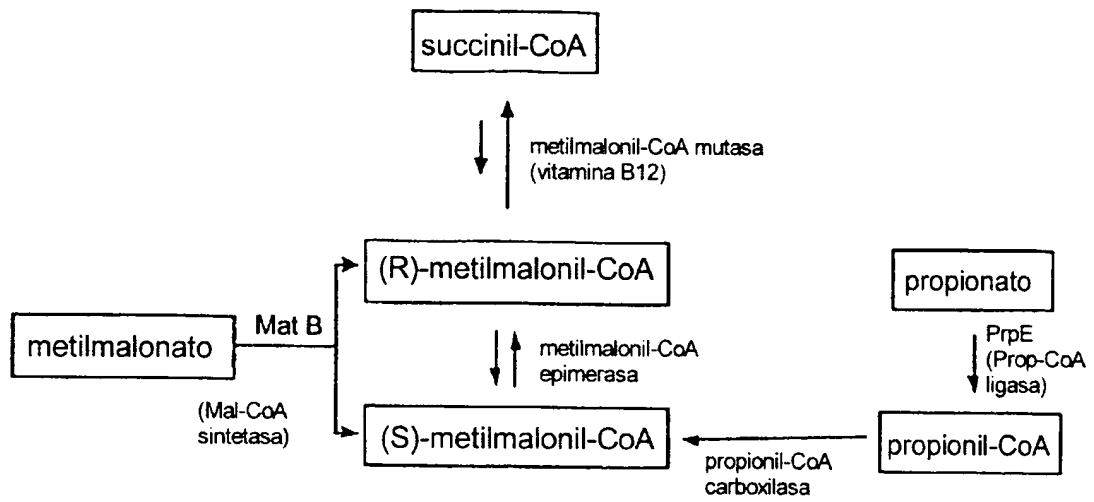 succinil-CoA
metilmalonil-CoA mutasa
(vitamina B12)
(R)-metilmalonil-CoA
propionato
Mat B
metilmalonato
metilmalonil-CoA
epimerasa
PrpE
(Prop-CoA
ligasa)
(Mal-CoA
sintetasa)
(S)-metilmalonil-CoA
propionil-CoA
propionil-CoA
carboxilasa